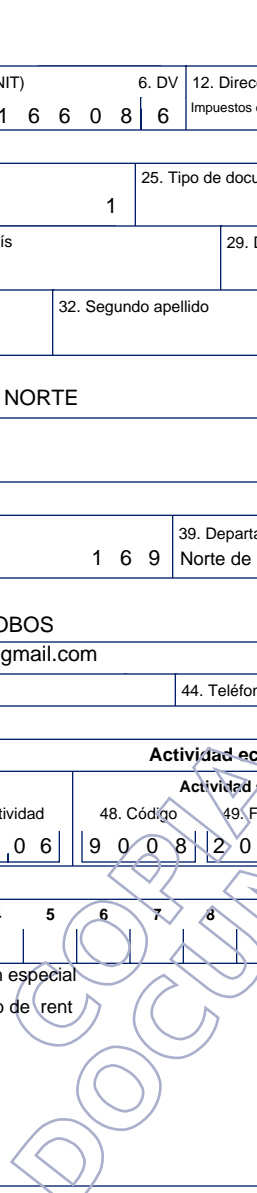 NIT) 6. DV 12. Direc
1 6 6 0 8 6 Impuestos
25. Tipo de docu
1
ís 29. D
32. Segundo apellido
NORTE
39. Departa
1 6 9 Norte de
OBOS
gmail.com
44. Teléfon
Actividad ec
Actividad
tividad 48. Código 49. F
0 6 9 0 0 8 2 0
5 6 7 8
n especial
o de rent
COPIA
DOCUM